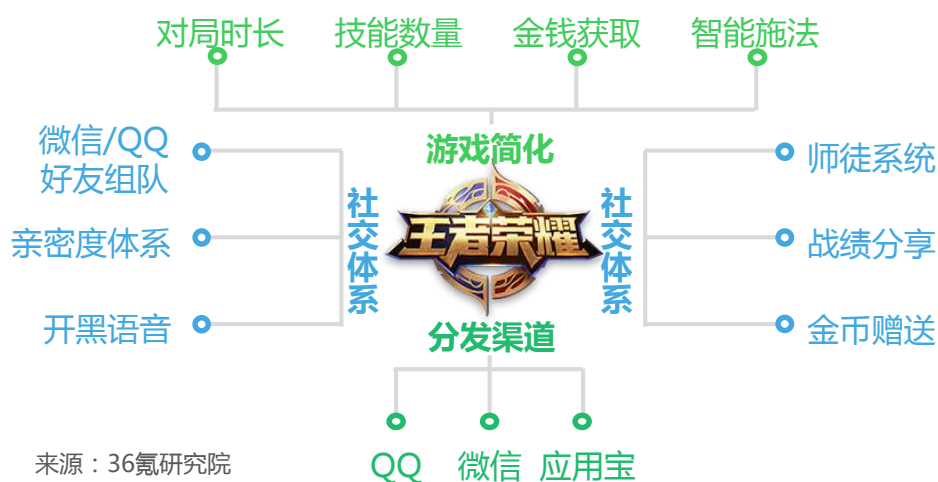 对局时长 技能数量 金钱获取 智能施法
游戏简化
微信/QQ
好友组队
亲密度体系
开黑语音
社交体系
王者荣耀
社交体系
师徒系统
战绩分享
金币赠送
分发渠道
QQ 微信 应用宝
来源：36氪研究院